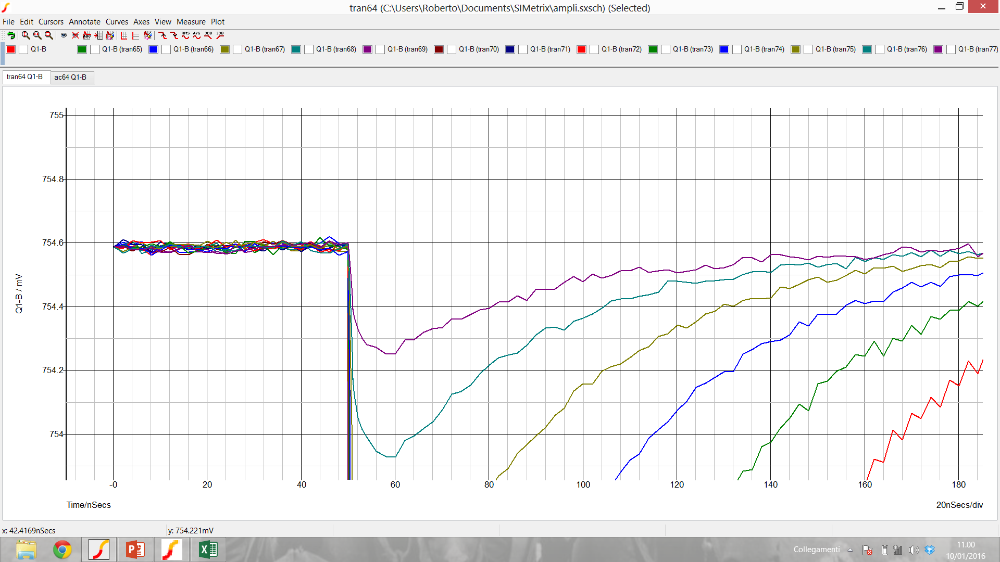 tran64 (C:\Users\Roberto\Documents\SIMetrix\ampli.sxsch) (Selected)
File Edit Cursors Annotate Curves Axes View Measure Plot
RMS AVG 3DB 3DB
Q1-B Q1-B (tran65) Q1-B (tran66) Q1-B (tran67) Q1-B (tran68) Q1-B (tran69) Q1-B (tran70) Q1-B (tran71) Q1-B (tran72) Q1-B (tran73) Q1-B (tran74) Q1-B (tran75) Q1-B (tran76) Q1-B (tran77)
tran64 Q1-B ac64 Q1-B
755
754.8
754.6
754.4
754.2
754
Q1-B / mV
-0 20 40 60 80 100 120 140 160 180
Time/nSecs 20nSecs/div
x: 42.4169nSecs y: 754.221mV
Collegamenti
11.00
10/01/2016